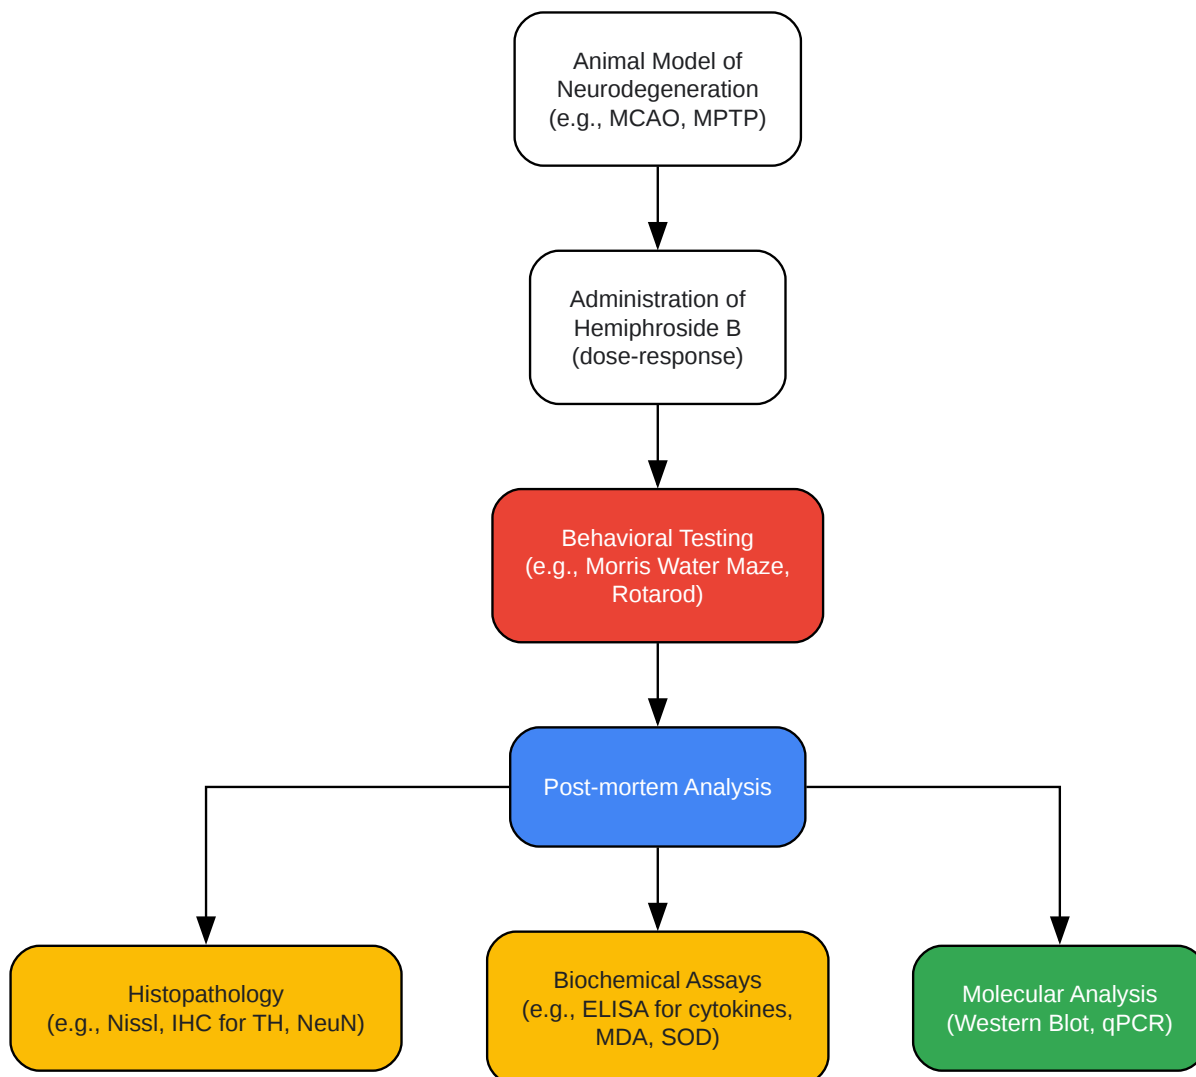 Animal Model of
Neurodegeneration
(e.g., MCAO, MPTP)
Administration of
Hemiphroside B
(dose-response)
Behavioral Testing
(e.g., Morris Water Maze,
Rotarod)
Post-mortem Analysis
Histopathology
(e.g., Nissl, IHC for TH, NeuN)
Biochemical Assays
(e.g., ELISA for cytokines,
MDA, SOD)
Molecular Analysis
(Western Blot, qPCR)